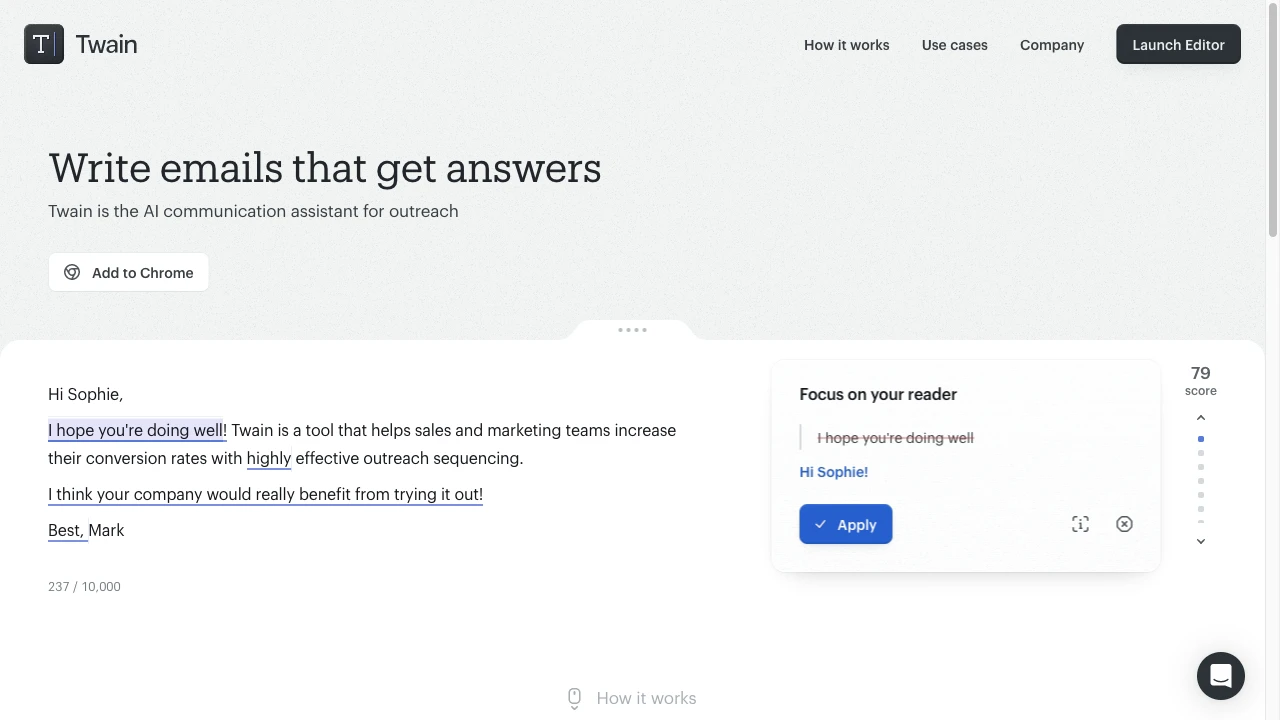 T Twain
How it works
Use cases
Company
Launch Editor
Write emails that get answers
Twain is the AI communication assistant for outreach
Add to Chrome
Hi Sophie,
I hope you're doing well! Twain is a tool that helps sales and marketing teams increase
their conversion rates with highly effective outreach sequencing.
I think your company would really benefit from trying it out!
Best, Mark
237 / 10,000
Focus on your reader
I hope you're doing well
Hi Sophie!
Apply
79
score
How it works